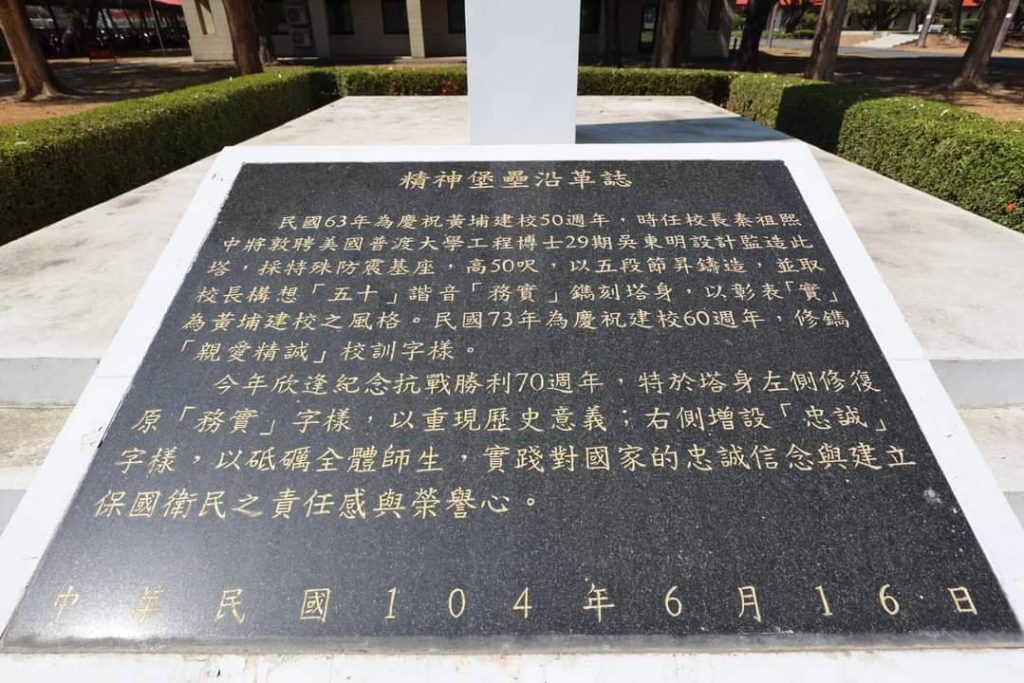 精神堡壘沿革誌
民國63年為慶祝黃埔建校50週年，時任校長秦祖熙
中將敦聘美國普渡大學工程博士29期吳東明設計監造此
塔，採特殊防震基座，高50呎，以五段節昇鑄造，並取
校長構想「五十」諧音「務實」鐫刻塔身，以彰表「實」
為黃埔建校之風格。民國73年為慶祝建校60週年，修鐫
「親愛精誠」校訓字樣。
今年欣逢紀念抗戰勝利70週年，特於塔身左側修復
原「務實」字樣，以重現歷史意義；右側增設「忠誠」
字樣，以砥礪全體師生，實踐對國家的忠誠信念與建立
保國衛民之責任感與榮譽心。
中華民國104年6月16日